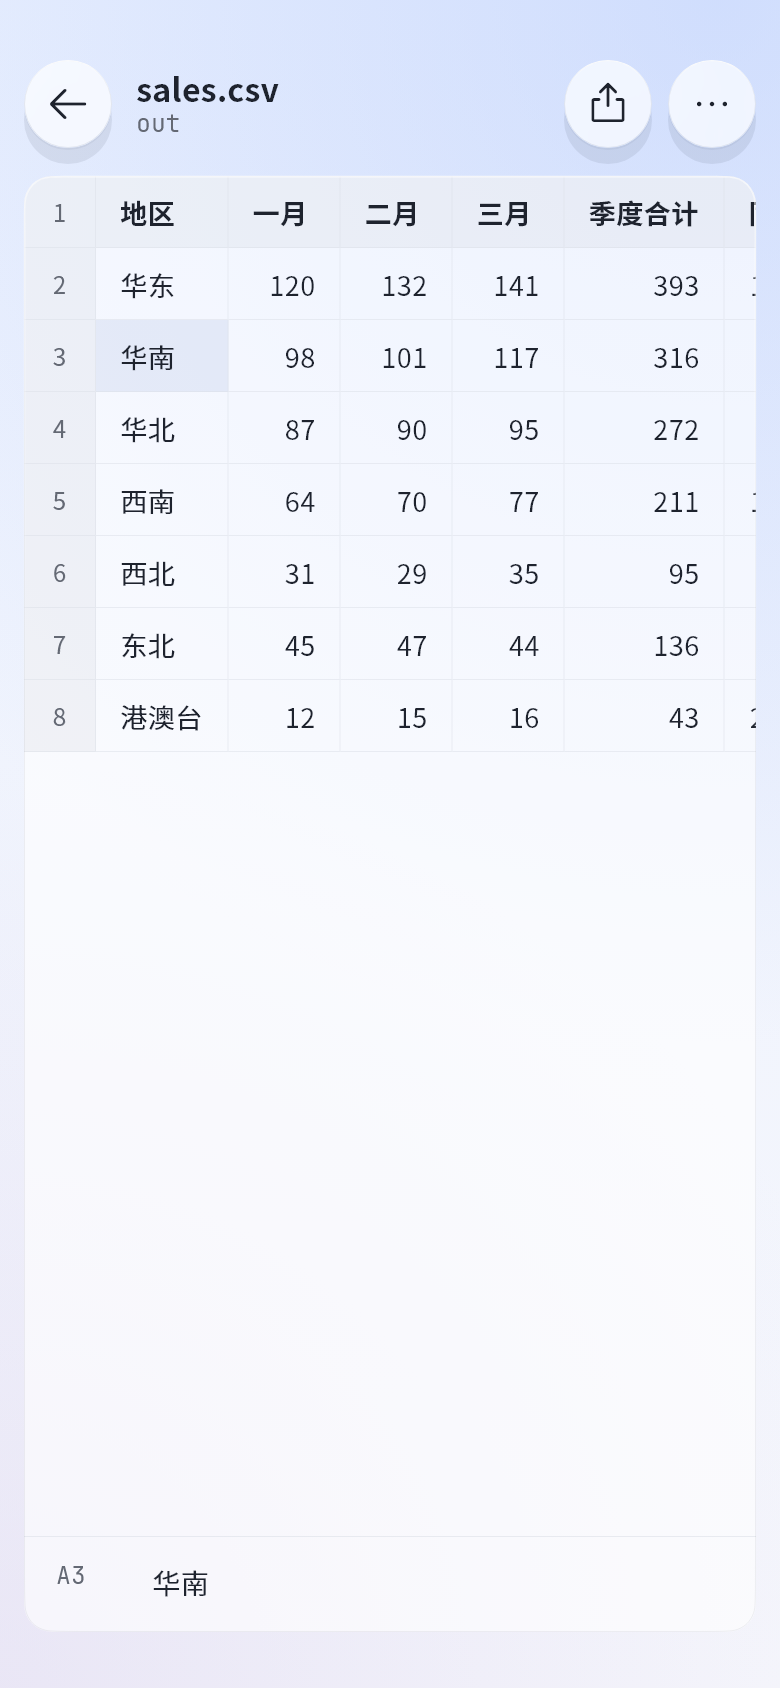 sales.csv
out
1 地区 一月 二月 三月 季度合计
2 华东 120 132 141 393
3 华南 98 101 117 316
4 华北 87 90 95 272
5 西南 64 70 77 211
6 西北 31 29 35 95
7 东北 45 47 44 136
8 港澳台 12 15 16 43
A3 华南